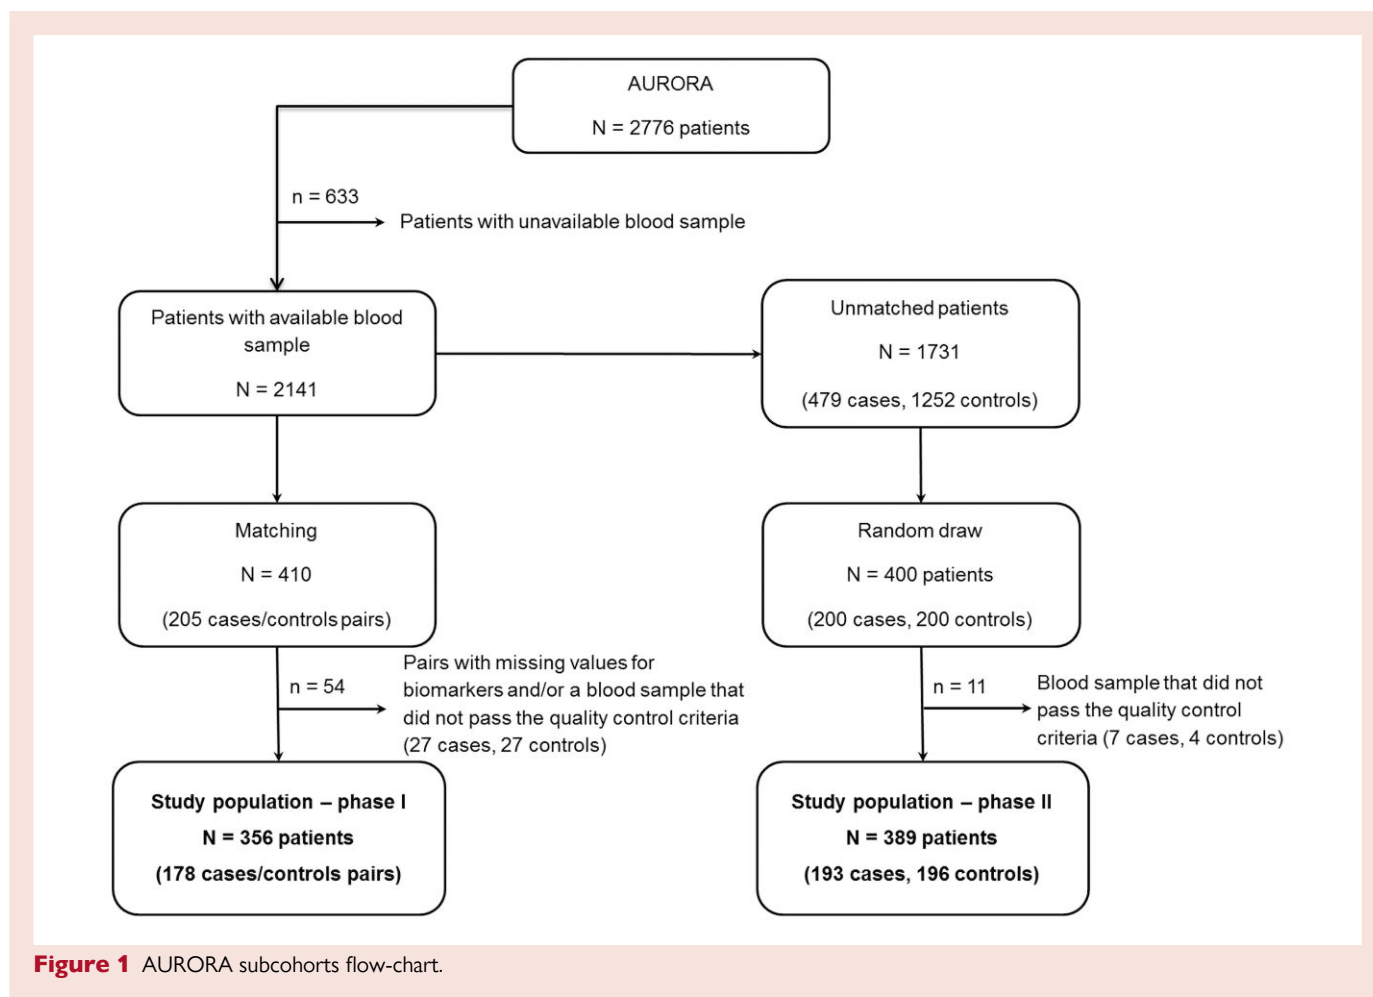 AURORA
N = 2776 patients
n = 633
Patients with unavailable blood sample
Patients with available blood
sample
N = 2141
Unmatched patients
N = 1731
(479 cases, 1252 controls)
Matching
N = 410
(205 cases/controls pairs)
Random draw
N = 400 patients
(200 cases, 200 controls)
n = 54
Pairs with missing values for
biomarkers and/or a blood sample that
did not pass the quality control criteria
(27 cases, 27 controls)
n = 11
Blood sample that did not
pass the quality control
criteria (7 cases, 4 controls)
Study population – phase I
N = 356 patients
(178 cases/controls pairs)
Study population – phase II
N = 389 patients
(193 cases, 196 controls)
Figure 1 AURORA subcohorts flow-chart.